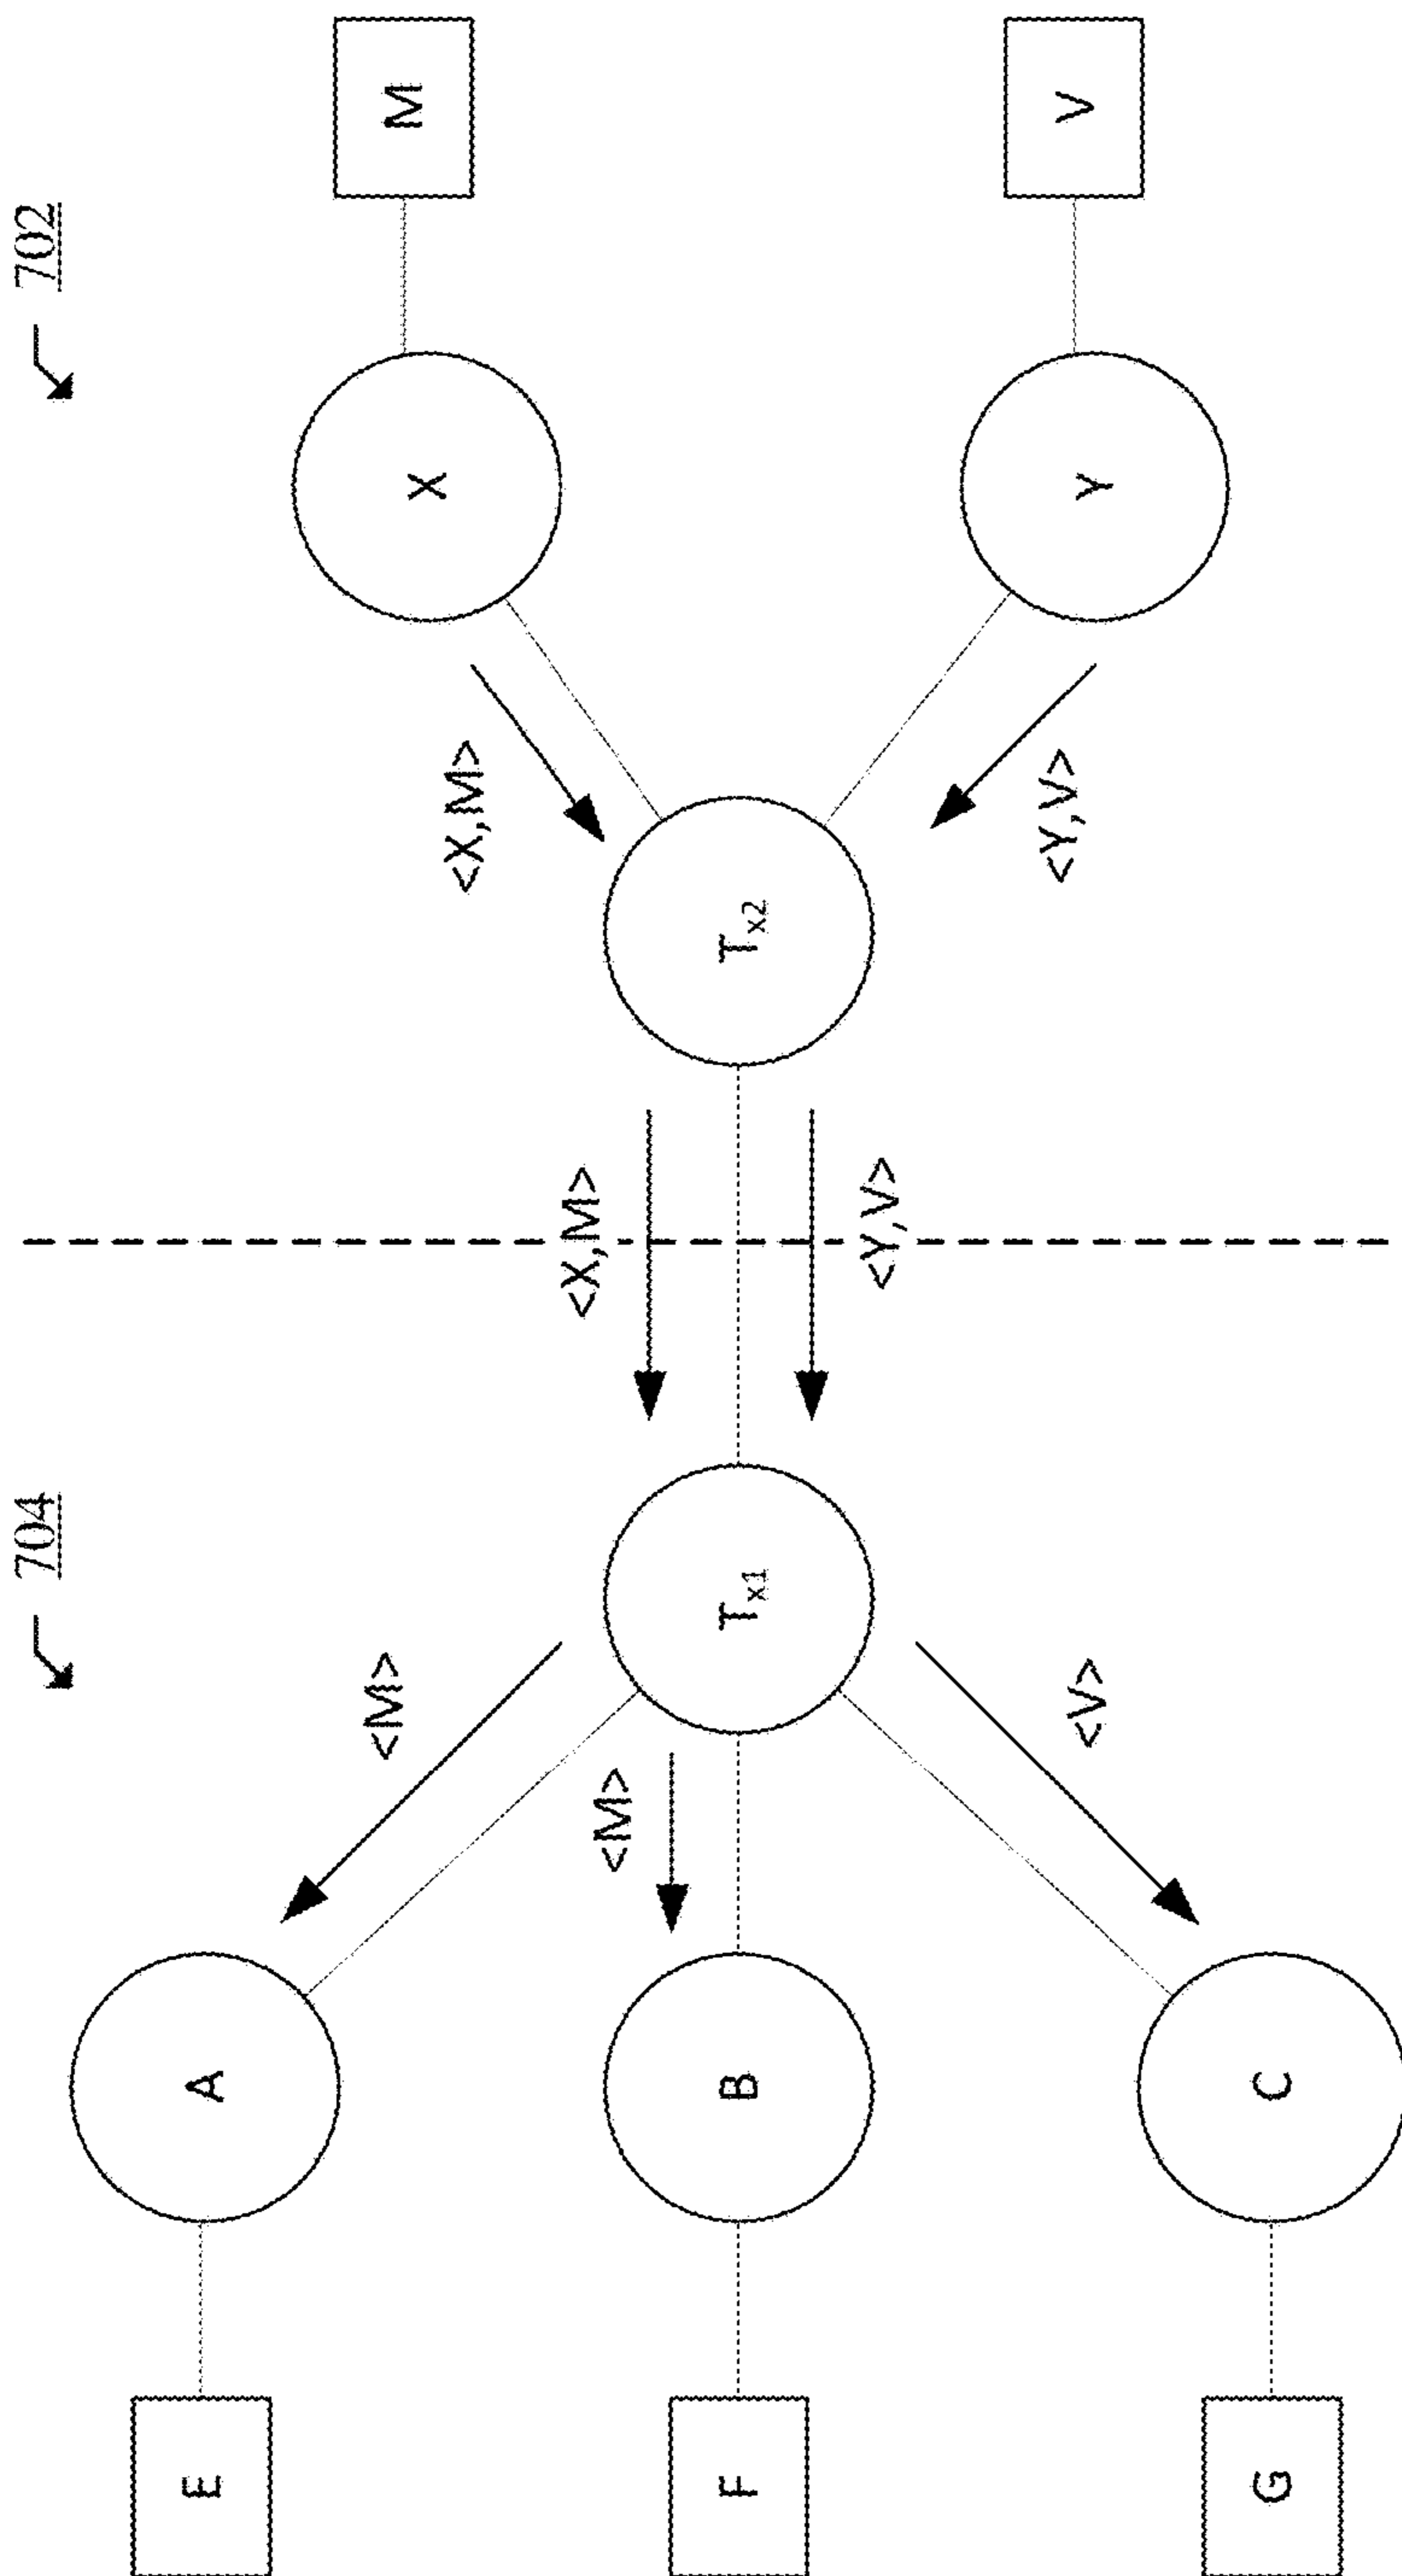 704
702
E
A
<M>
X
M
<X,M>
<X,M>
<M>
F
B
Tx1
Tx2
<Y,V>
<Y,V>
<V>
Y
V
G
C